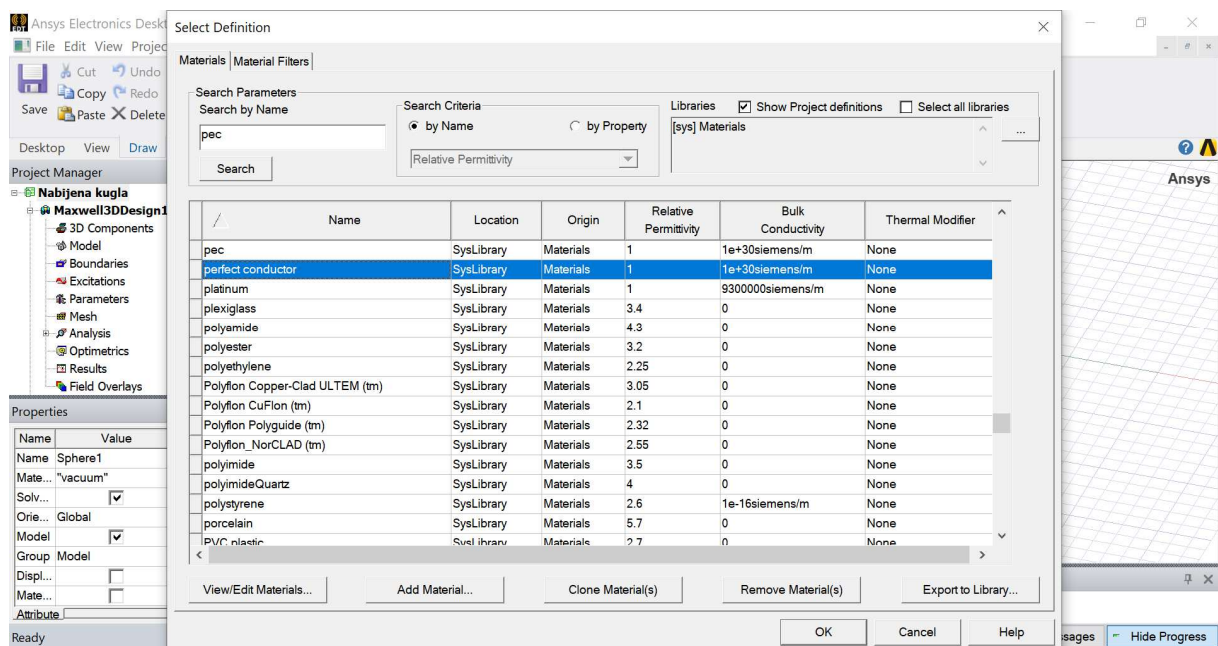 Ansys Electronics Deskt
File Edit View Projec
Cut Undo
Copy Redo
Save Paste Delete
Desktop View Draw
Project Manager
Nabijena kugla
Maxwell3DDesign1
3D Components
Model
Boundaries
Excitations
Parameters
Mesh
Analysis
Optimetrics
Results
Field Overlays
Properties
Name Value
Name Sphere1
Mate... "vacuum"
Solv...
Orie... Global
Model
Group Model
Displ...
Mate...
Attribute
Ready
Select Definition
Materials Material Filters
Search Parameters
Search by Name
pec
Search
Search Criteria
by Name by Property
Relative Permittivity
Libraries Show Project definitions Select all libraries
[sys] Materials
...
Name Location Origin Relative Permittivity Bulk Conductivity Thermal Modifier
pec SysLibrary Materials 1 1e+30siemens/m None
perfect conductor SysLibrary Materials 1 1e+30siemens/m None
platinum SysLibrary Materials 1 9300000siemens/m None
plexiglass SysLibrary Materials 3.4 0 None
polyamide SysLibrary Materials 4.3 0 None
polyester SysLibrary Materials 3.2 0 None
polyethylene SysLibrary Materials 2.25 0 None
Polyflon Copper-Clad ULTEM (tm) SysLibrary Materials 3.05 0 None
Polyflon CuFlon (tm) SysLibrary Materials 2.1 0 None
Polyflon Polyguide (tm) SysLibrary Materials 2.32 0 None
Polyflon_NorCLAD (tm) SysLibrary Materials 2.55 0 None
polyimide SysLibrary Materials 3.5 0 None
polyimideQuartz SysLibrary Materials 4 0 None
polystyrene SysLibrary Materials 2.6 1e-16siemens/m None
porcelain SysLibrary Materials 5.7 0 None
PVC plastic SysLibrary Materials 2.7 0 None
View/Edit Materials... Add Material... Clone Material(s) Remove Material(s) Export to Library...
OK Cancel Help
Ansys
ssages Hide Progress